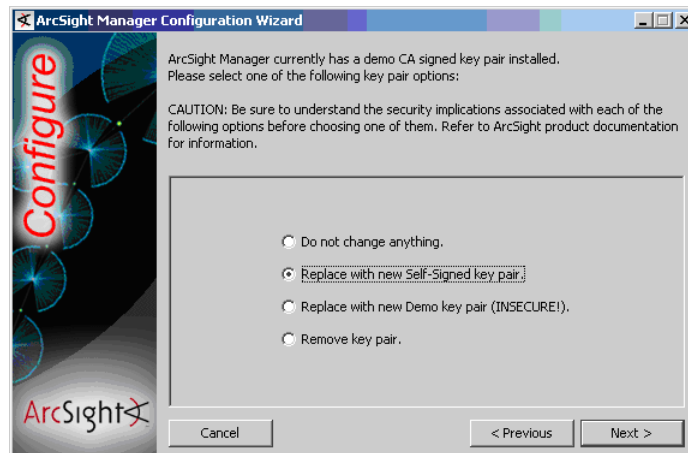 ArcSight Manager Configuration Wizard
Configure
ArcSight Manager currently has a demo CA signed key pair installed.
Please select one of the following key pair options:
CAUTION: Be sure to understand the security implications associated with each of the
following options before choosing one of them. Refer to ArcSight product documentation
for information.
Do not change anything.
Replace with new Self-Signed key pair.
Replace with new Demo key pair (INSECURE!).
Remove key pair.
ArcSight
Cancel
< Previous
Next >